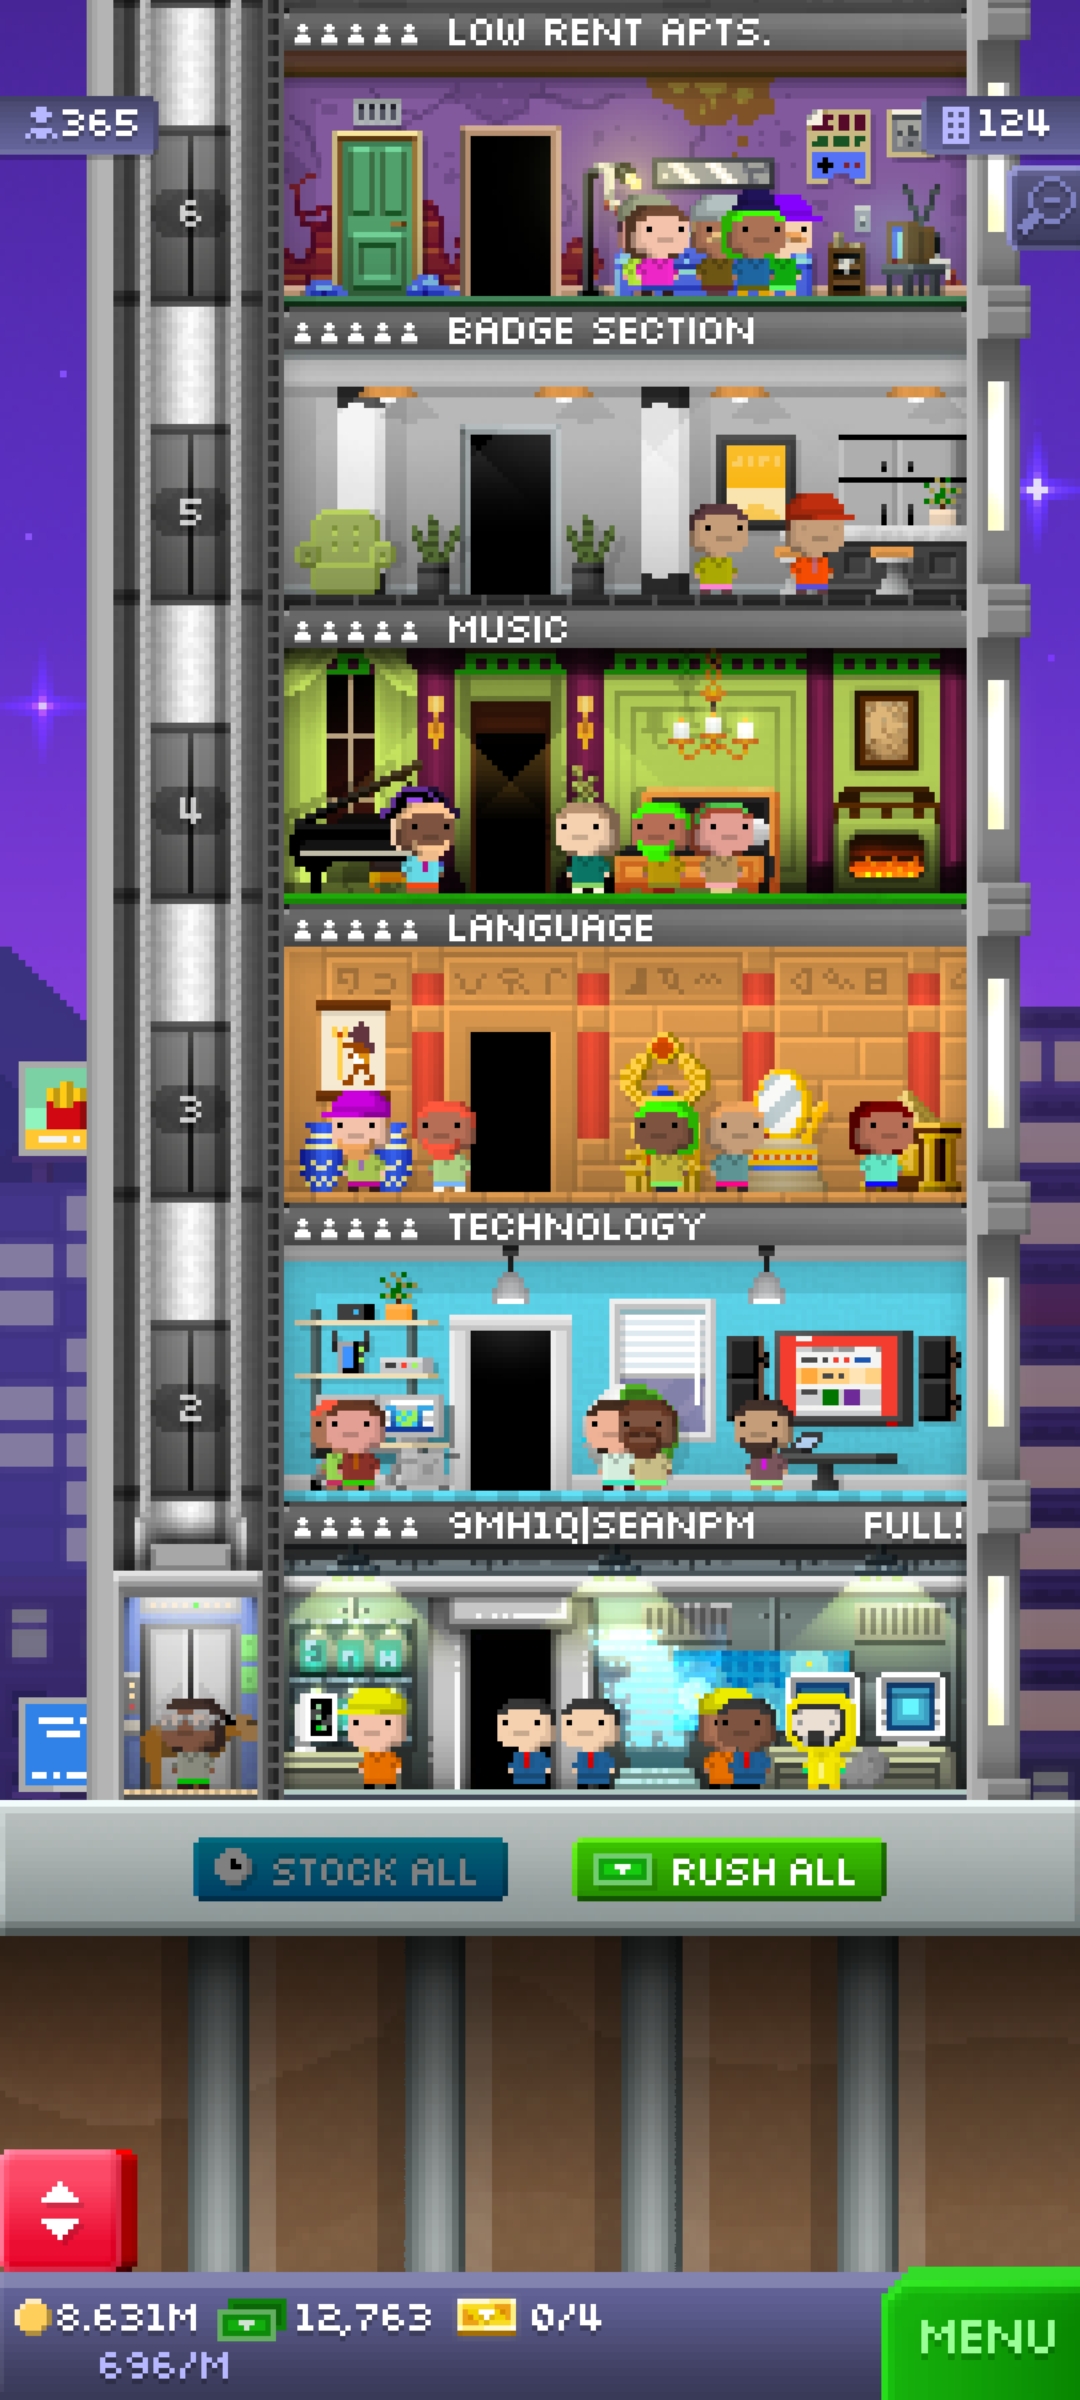 LOW RENT APTS.
365
124
6
BADGE SECTION
5
MUSIC
4
LANGUAGE
3
TECHNOLOGY
2
9MH1Q|SEANPM FULL!
STOCK ALL
RUSH ALL
8.631M 12,763 0/4
696/M
MENU